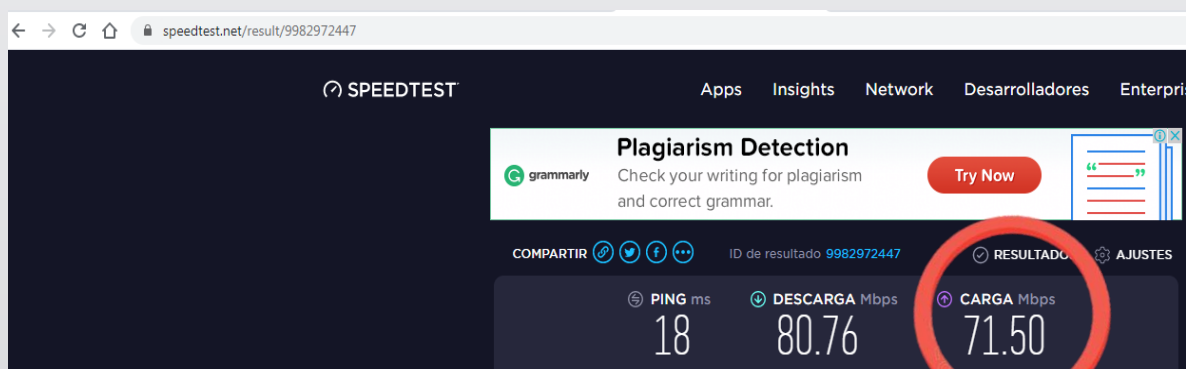 speedtest.net/result/9982972447
SPEEDTEST Apps Insights Network Desarrolladores
Plagiarism Detection
grammarly Check your writing for plagiarism Try Now
and correct grammar.
COMPARTIR ID de resultado 9982972447 RESULTADO AJUSTES
PING ms DESCARGA Mbps CARGA Mbps
18 80.76 71.50